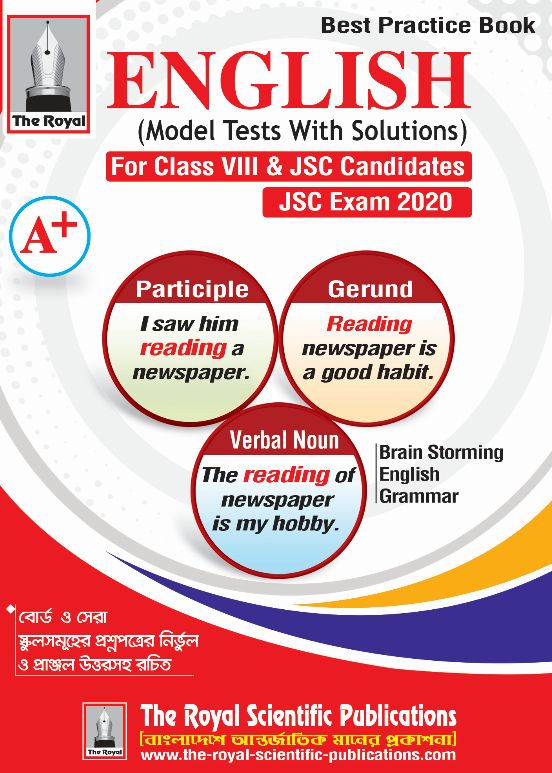 Best Practice Book
The Royal
ENGLISH
(Model Tests With Solutions)
For Class VIII & JSC Candidates
JSC Exam 2020
A+
Participle
I saw him
reading a
newspaper.
Gerund
Reading
newspaper is
a good habit.
Verbal Noun
The reading of
newspaper
is my hobby.
Brain Storming
English
Grammar
বোর্ড ও সেরা
স্কুলসমূহের প্রশ্নপত্রের নির্ভুল
ও প্রাঞ্জল উত্তরসহ রচিত
The Royal
The Royal Scientific Publications
[বাংলাদেশে আন্তর্জাতিক মানের প্রকাশনা]
www.the-royal-scientific-publications.com